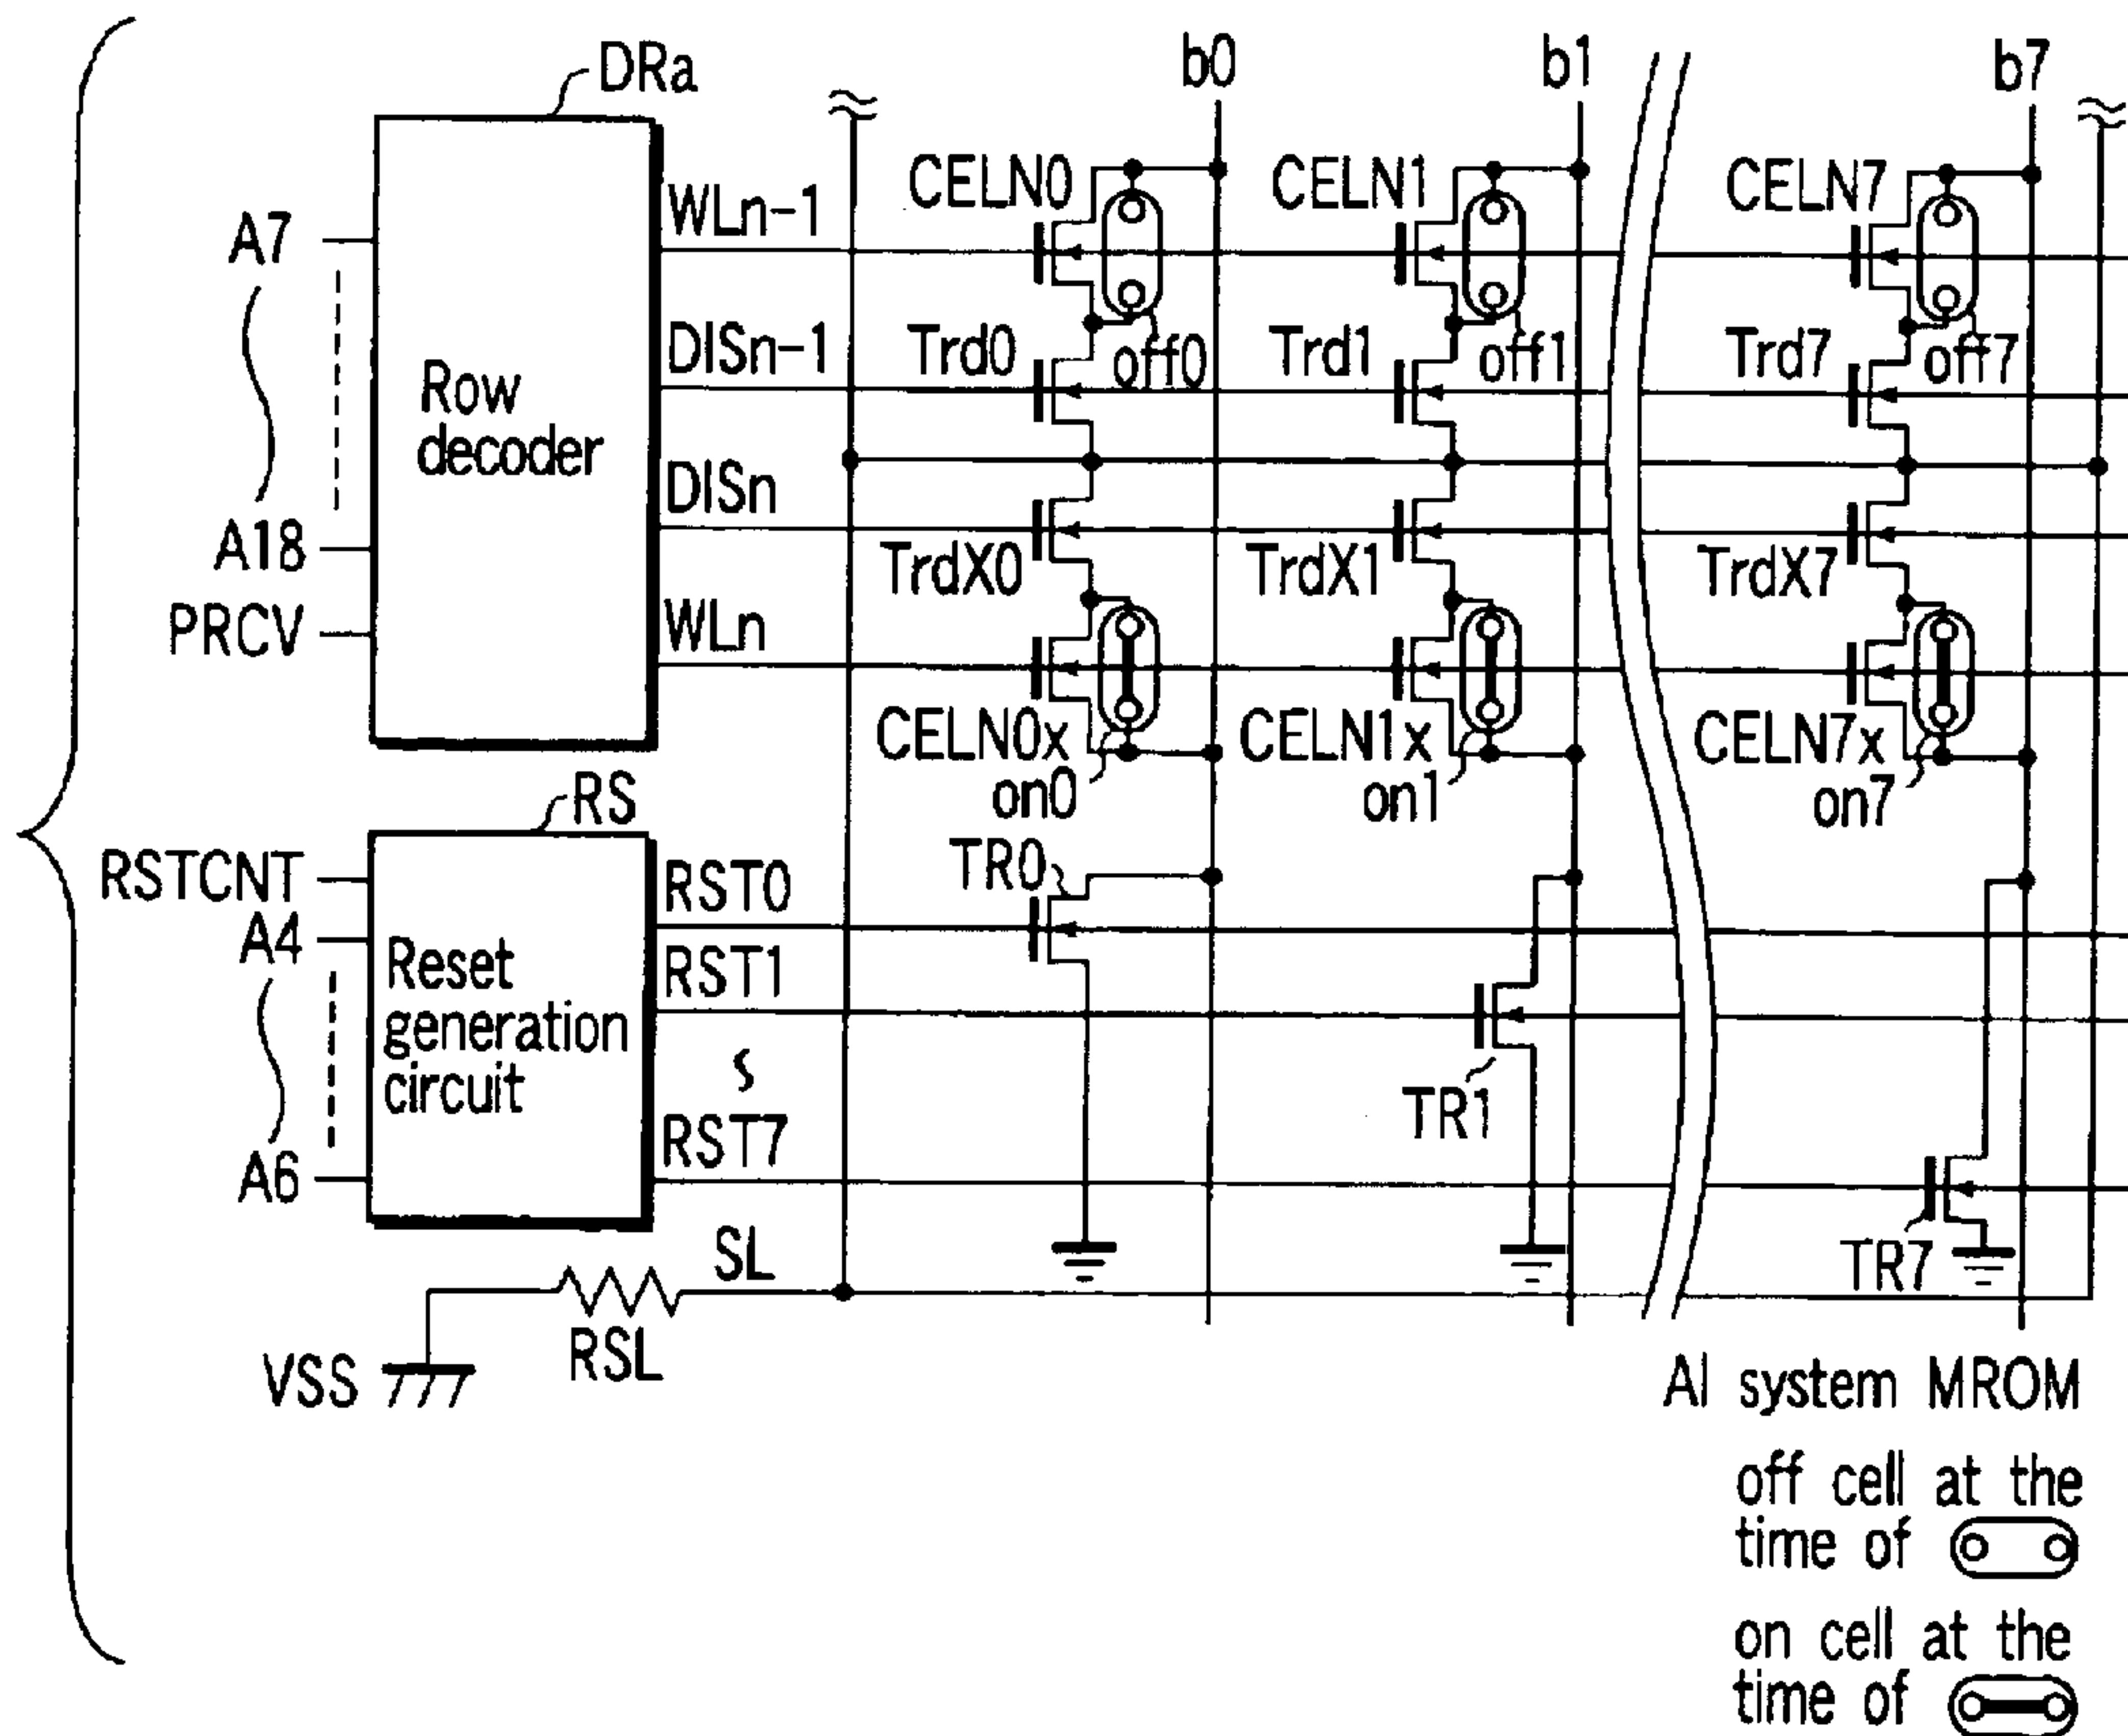 DRa
b0
b1
b7
CELN0
CELN1
CELN7
WLn-1
A7
DISn-1
Trd0
off0
Trd1
off1
Trd7
off7
Row
decoder
DISn
A18
TrdX0
TrdX1
TrdX7
PRCV
WLn
CELN0x
on0
CELN1x
on1
CELN7x
on7
RS
RSTCNT
A4
RST0
TR0
Reset
generation
circuit
RST1
TR1
RST7
A6
TR7
SL
RSL
VSS
Al system MROM
off cell at the
time of
on cell at the
time of